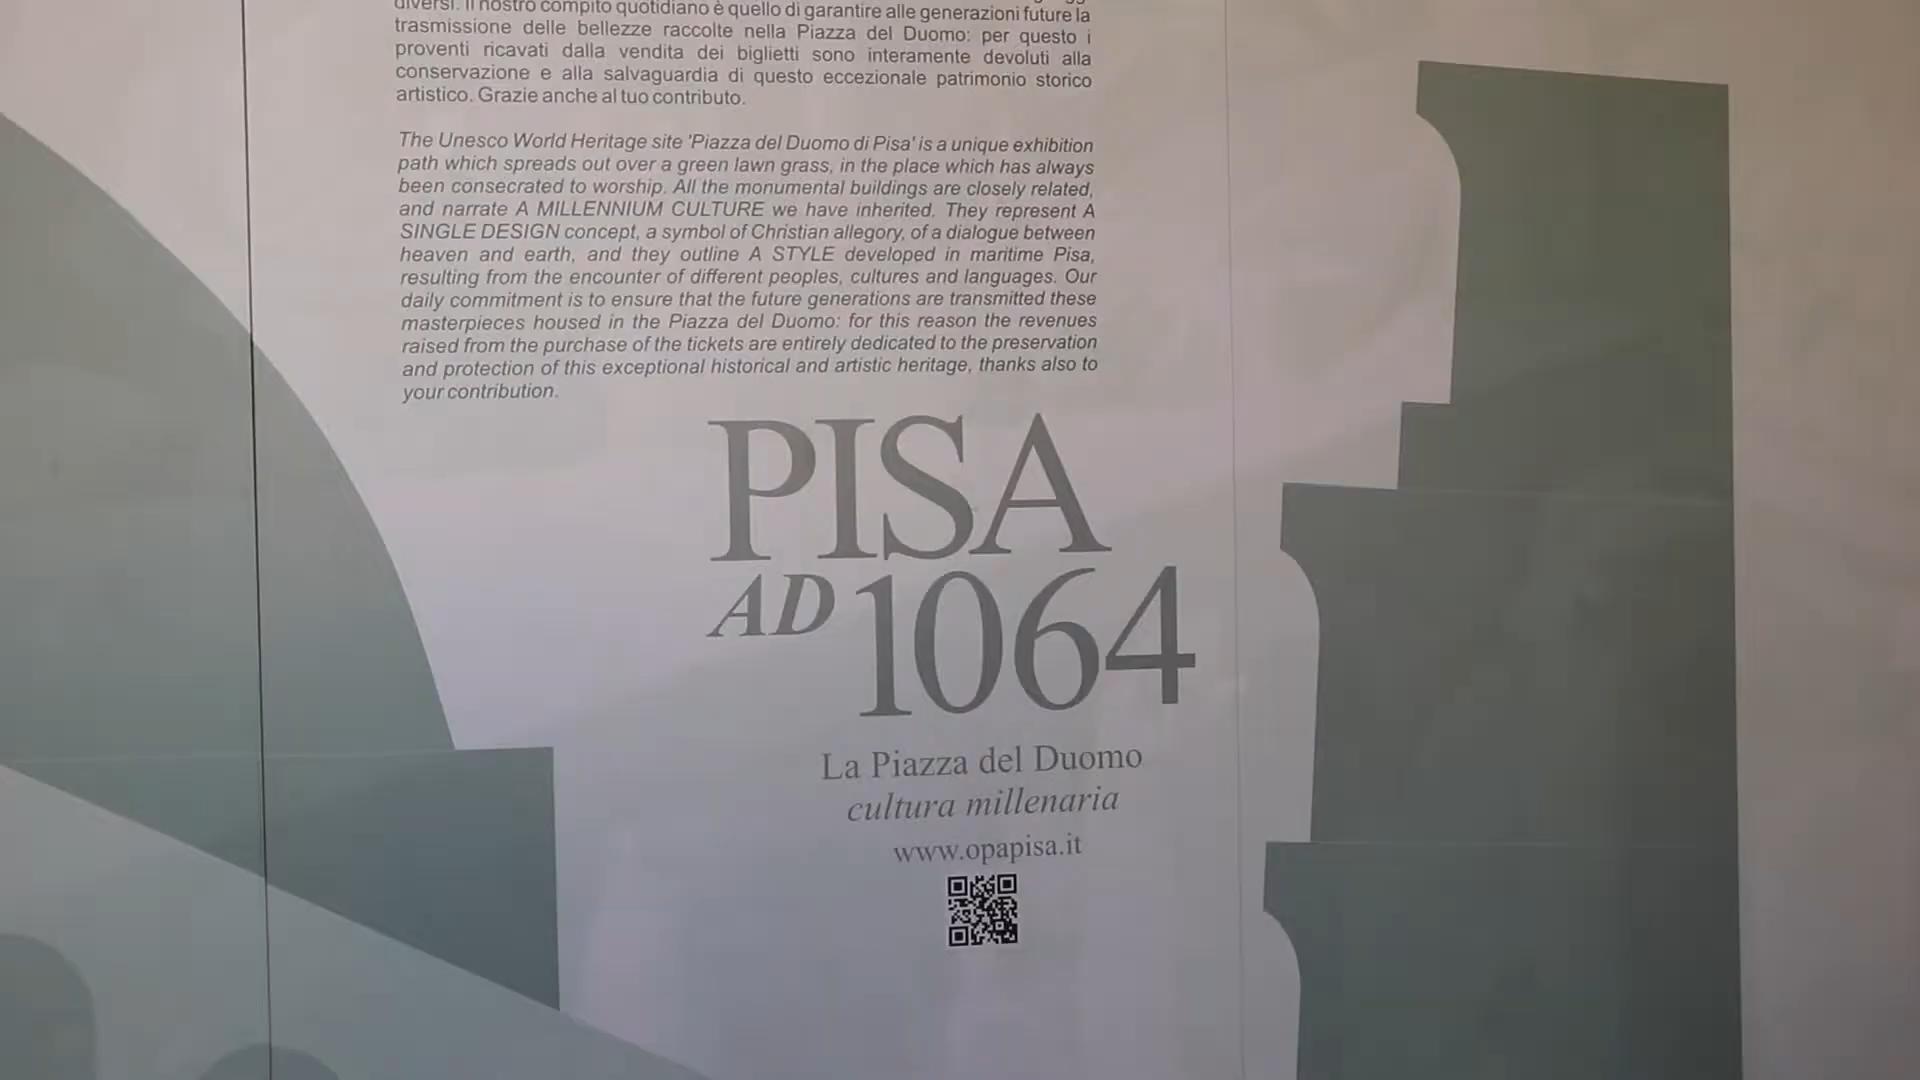 diversi. Il nostro compito quotidiano è quello di garantire alle generazioni future la
trasmissione delle bellezze raccolte nella Piazza del Duomo: per questo i
proventi ricavati dalla vendita dei biglietti sono interamente devoluti alla
conservazione e alla salvaguardia di questo eccezionale patrimonio storico
artistico. Grazie anche al tuo contributo.
The Unesco World Heritage site 'Piazza del Duomo di Pisa' is a unique exhibition
path which spreads out over a green lawn grass, in the place which has always
been consecrated to worship. All the monumental buildings are closely related,
and narrate A MILLENNIUM CULTURE we have inherited. They represent A
SINGLE DESIGN concept, a symbol of Christian allegory, of a dialogue between
heaven and earth, and they outline A STYLE developed in maritime Pisa,
resulting from the encounter of different peoples, cultures and languages. Our
daily commitment is to ensure that the future generations are transmitted these
masterpieces housed in the Piazza del Duomo: for this reason the revenues
raised from the purchase of the tickets are entirely dedicated to the preservation
and protection of this exceptional historical and artistic heritage, thanks also to
your contribution.
PISA
AD 1064
La Piazza del Duomo
cultura millenaria
www.opapisa.it